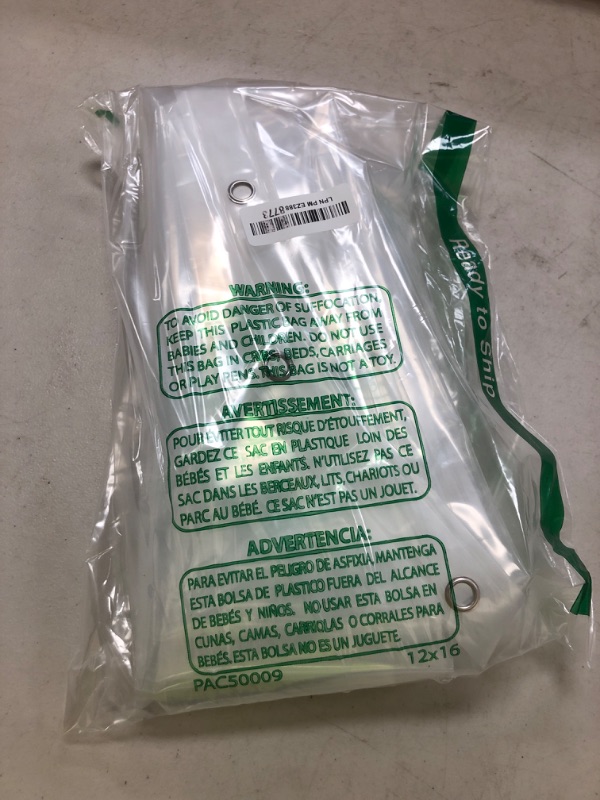 LPN PM EZ388 8773
Ready to Ship
WARNING:
TO AVOID DANGER OF SUFFOCATION,
KEEP THIS PLASTIC BAG AWAY FROM
BABIES AND CHILDREN. DO NOT USE
THIS BAG IN CRIBS, BEDS, CARRIAGES
OR PLAY PENS. THIS BAG IS NOT A TOY.
AVERTISSEMENT:
POUR ÉVITER TOUT RISQUE D'ÉTOUFFEMENT,
GARDEZ CE SAC EN PLASTIQUE LOIN DES
BÉBÉS ET LES ENFANTS. N'UTILISEZ PAS CE
SAC DANS LES BERCEAUX, LITS, CHARIOTS OU
PARC AU BÉBÉ. CE SAC N'EST PAS UN JOUET.
ADVERTENCIA:
PARA EVITAR EL PELIGRO DE ASFIXIA, MANTENGA
ESTA BOLSA DE PLASTICO FUERA DEL ALCANCE
DE BEBÉS Y NIÑOS. NO USAR ESTA BOLSA EN
CUNAS, CAMAS, CARRIOLAS O CORRALES PARA
BEBÉS. ESTA BOLSA NO ES UN JUGUETE.
PAC50009 12x16